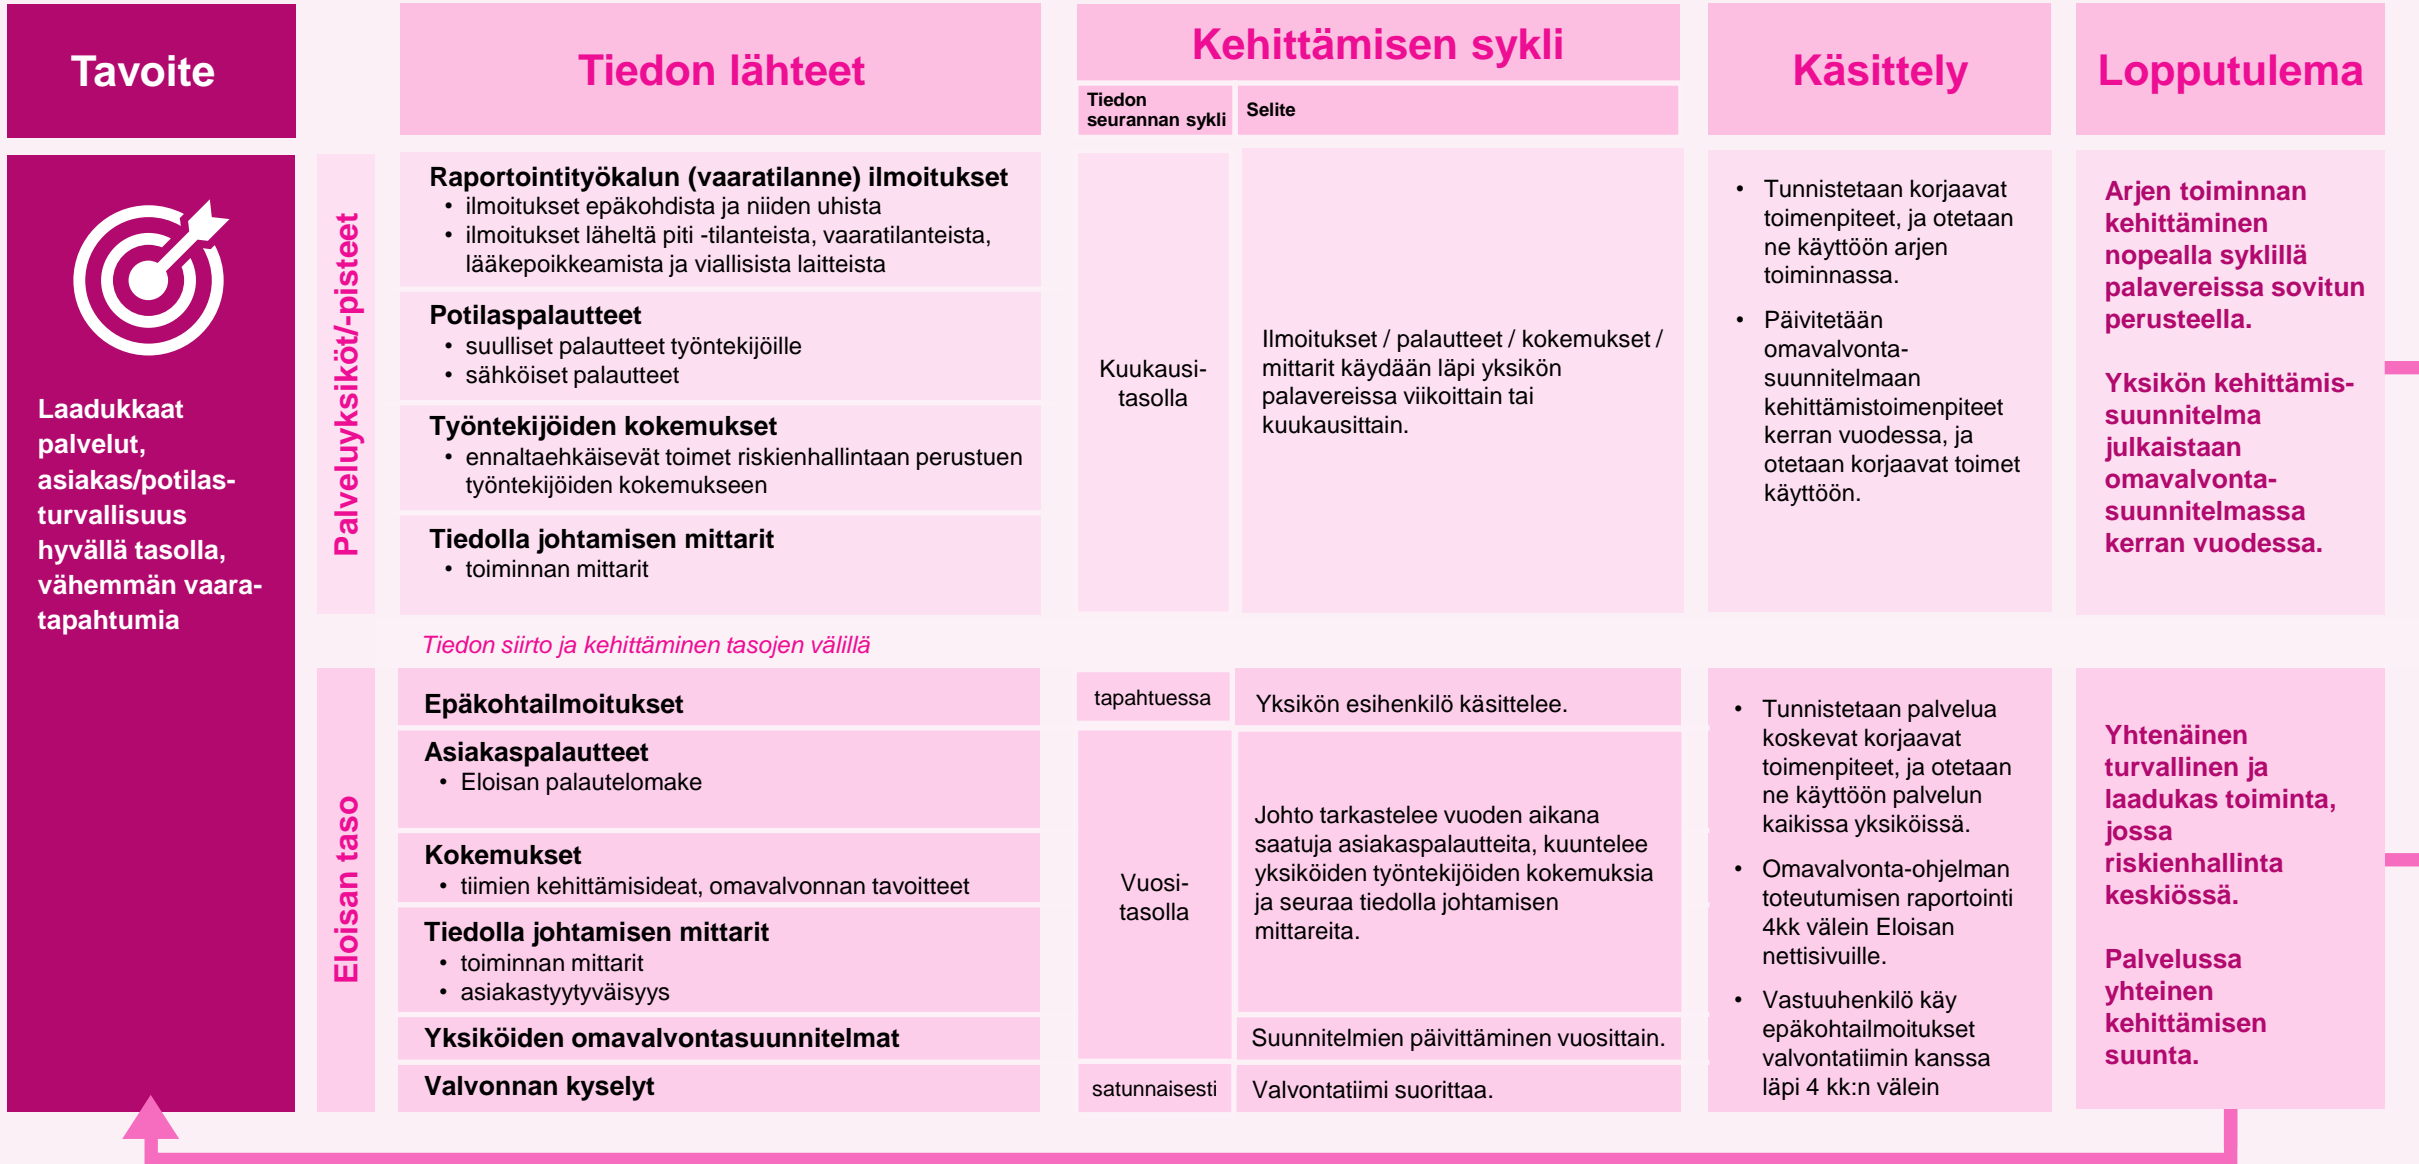 Tavoite
Tiedon lähteet
Kehittämisen sykli
Tiedon
seurannan sykli
Selite
Käsittely
Lopputulema
Laadukkaat
palvelut,
asiakas/potilas-
turvallisuus
hyvällä tasolla,
vähemmän vaara-
tapahtumia
Palveluyksiköt/-pisteet
Raportointityökalun (vaaratilanne) ilmoitukset
• ilmoitukset epäkohdista ja niiden uhista
• ilmoitukset läheltä piti -tilanteista, vaaratilanteista,
lääkepoikkeamista ja viallisista laitteista
Potilaspalautteet
• suulliset palautteet työntekijöille
• sähköiset palautteet
Työntekijöiden kokemukset
• ennaltaehkäisevät toimet riskienhallintaan perustuen
työntekijöiden kokemukseen
Tiedolla johtamisen mittarit
• toiminnan mittarit
Kuukausi-
tasolla
Ilmoitukset / palautteet / kokemukset /
mittarit käydään läpi yksikön
palavereissa viikoittain tai
kuukausittain.
• Tunnistetaan korjaavat
toimenpiteet, ja otetaan
ne käyttöön arjen
toiminnassa.
• Päivitetään
omavalvonta-
suunnitelmaan
kehittämistoimenpiteet
kerran vuodessa, ja
otetaan korjaavat toimet
käyttöön.
Arjen toiminnan
kehittäminen
nopealla syklillä
palavereissa sovitun
perusteella.
Yksikön kehittämis-
suunnitelma
julkaistaan
omavalvonta-
suunnitelmassa
kerran vuodessa.
Tiedon siirto ja kehittäminen tasojen välillä
Eloisan taso
Epäkohtailmoitukset
Asiakaspalautteet
• Eloisan palautelomake
Kokemukset
• tiimien kehittämisideat, omavalvonnan tavoitteet
Tiedolla johtamisen mittarit
• toiminnan mittarit
• asiakastyytyväisyys
Yksiköiden omavalvontasuunnitelmat
Valvonnan kyselyt
tapahtuessa
Yksikön esihenkilö käsittelee.
Vuosi-
tasolla
Johto tarkastelee vuoden aikana
saatuja asiakaspalautteita, kuuntelee
yksiköiden työntekijöiden kokemuksia
ja seuraa tiedolla johtamisen
mittareita.
Suunnitelmien päivittäminen vuosittain.
satunnaisesti
Valvontatiimi suorittaa.
• Tunnistetaan palvelua
koskevat korjaavat
toimenpiteet, ja otetaan
ne käyttöön palvelun
kaikissa yksiköissä.
• Omavalvonta-ohjelman
toteutumisen raportointi
4kk välein Eloisan
nettisivuille.
• Vastuuhenkilö käy
epäkohtailmoitukset
valvontatiimin kanssa
läpi 4 kk:n välein
Yhtenäinen
turvallinen ja
laadukas toiminta,
jossa
riskienhallinta
keskiössä.
Palvelussa
yhteinen
kehittämisen
suunta.